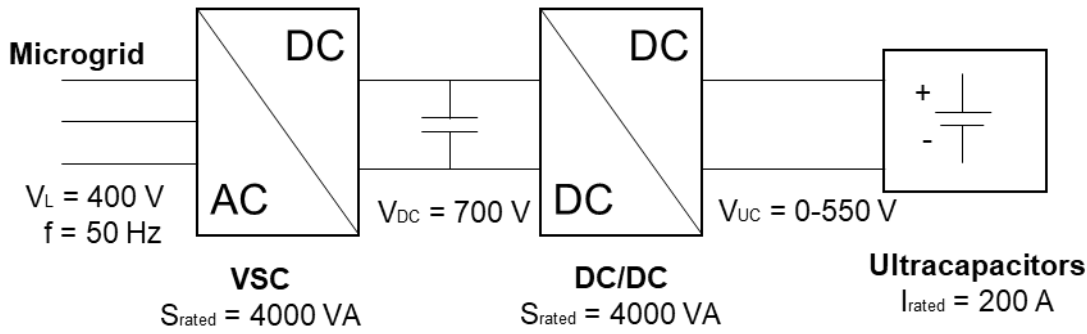 Microgrid
DC
DC
+
-
AC
DC
V_L = 400 V
f = 50 Hz
V_DC = 700 V
V_UC = 0-550 V
VSC
S_rated = 4000 VA
DC/DC
S_rated = 4000 VA
Ultracapacitors
I_rated = 200 A